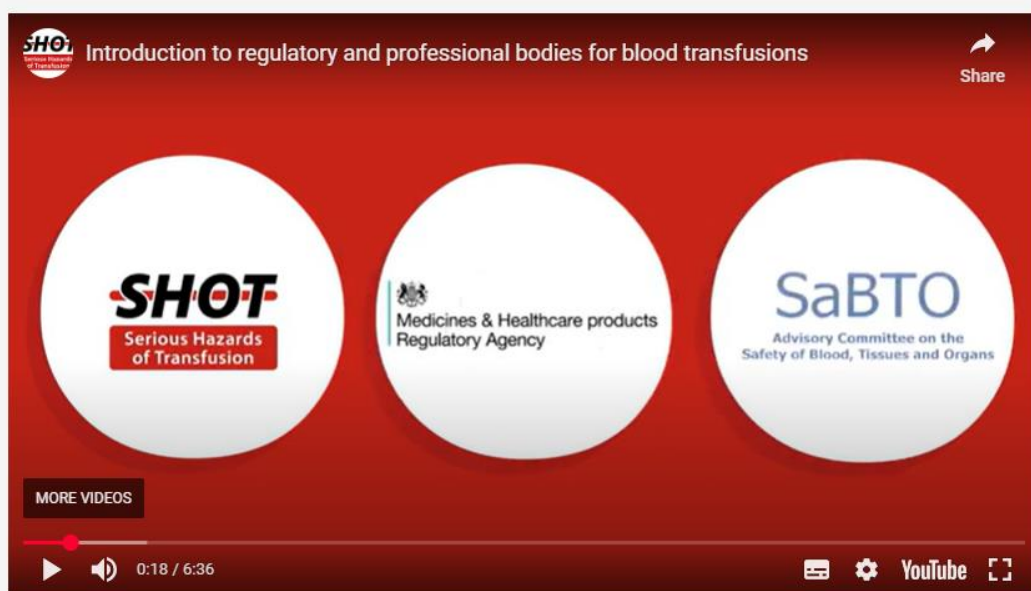 SHOT
Serious Hazards
of Transfusion
Introduction to regulatory and professional bodies for blood transfusions
Share
SHOT
Serious Hazards
of Transfusion
Medicines & Healthcare products
Regulatory Agency
SaBTO
Advisory Committee on the
Safety of Blood, Tissues and Organs
MORE VIDEOS
0:18 / 6:36
YouTube